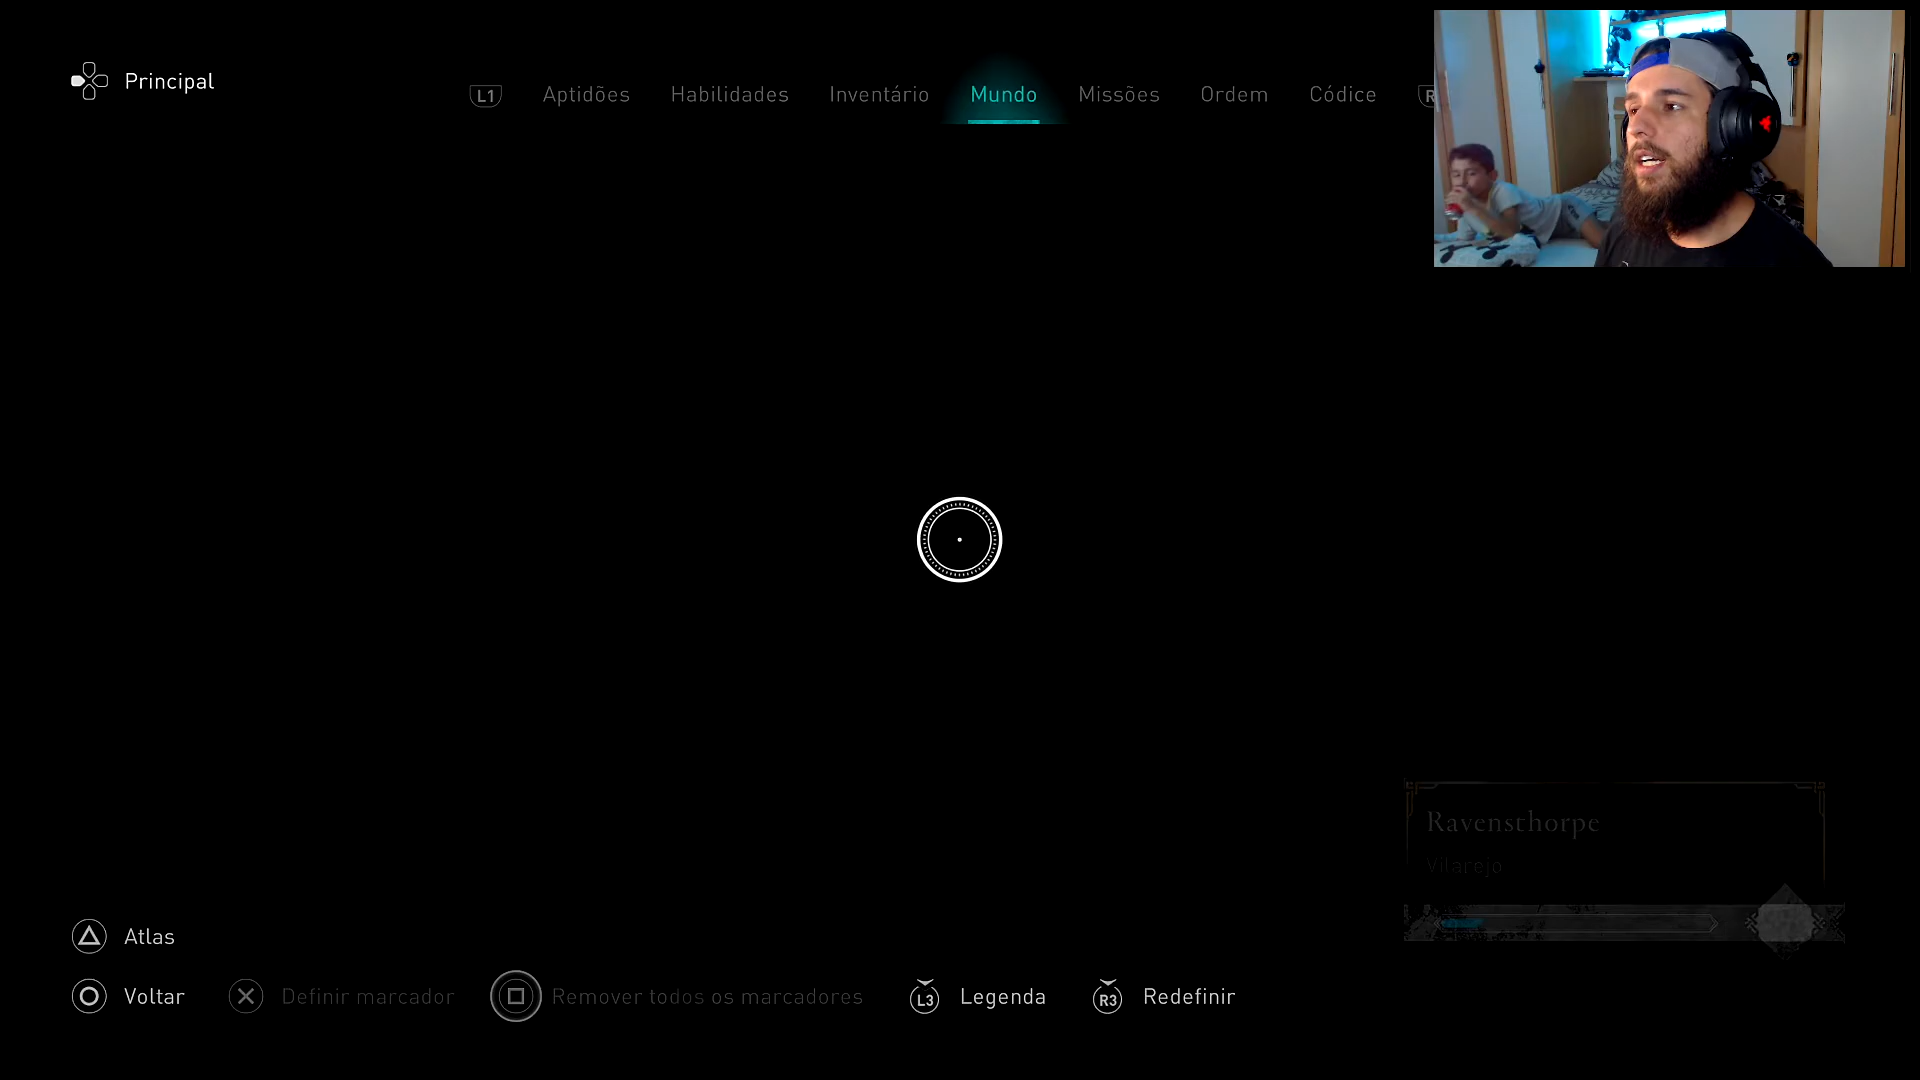 Principal
L1 Aptidões Habilidades Inventário Mundo Missões Ordem Códice R
Ravensthorpe
Vilarejo
Atlas
Voltar Definir marcador Remover todos os marcadores L3 Legenda R3 Redefinir